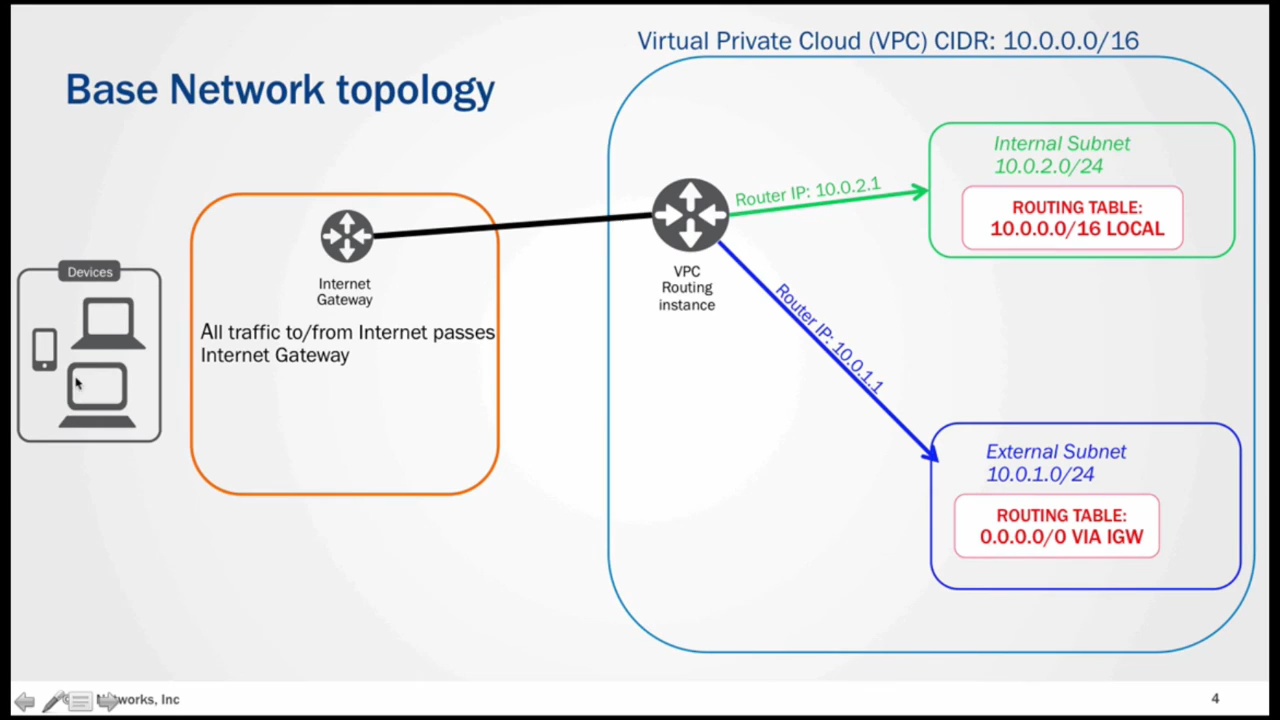 Virtual Private Cloud (VPC) CIDR: 10.0.0.0/16
Base Network topology
Internal Subnet
10.0.2.0/24
ROUTING TABLE:
10.0.0.0/16 LOCAL
Router IP: 10.0.2.1
Devices
Internet
Gateway
VPC
Routing
instance
Router IP: 10.0.1.1
All traffic to/from Internet passes
Internet Gateway
External Subnet
10.0.1.0/24
ROUTING TABLE:
0.0.0.0/0 VIA IGW
Inc
4